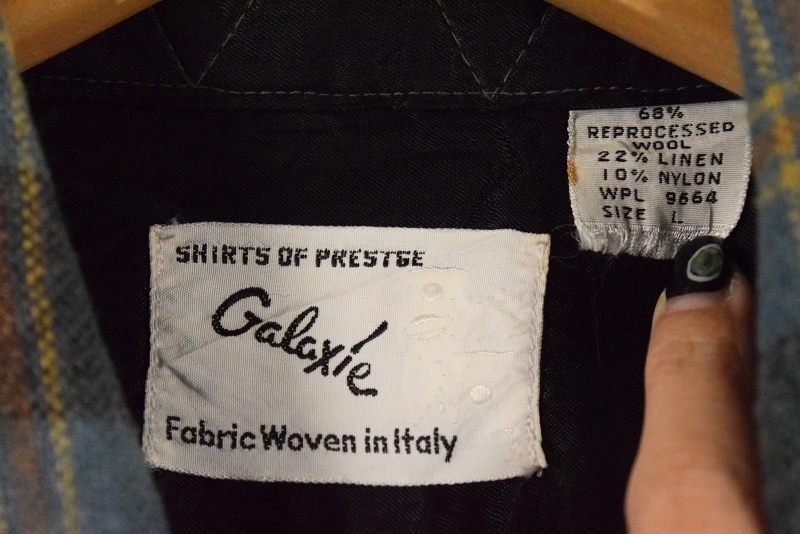 SHIRTS OF PRESTGE
Galaxie
Fabric Woven in Italy
68%
REPROCESSED
WOOL
22% LINEN
10% NYLON
WPL 9664
SIZE L